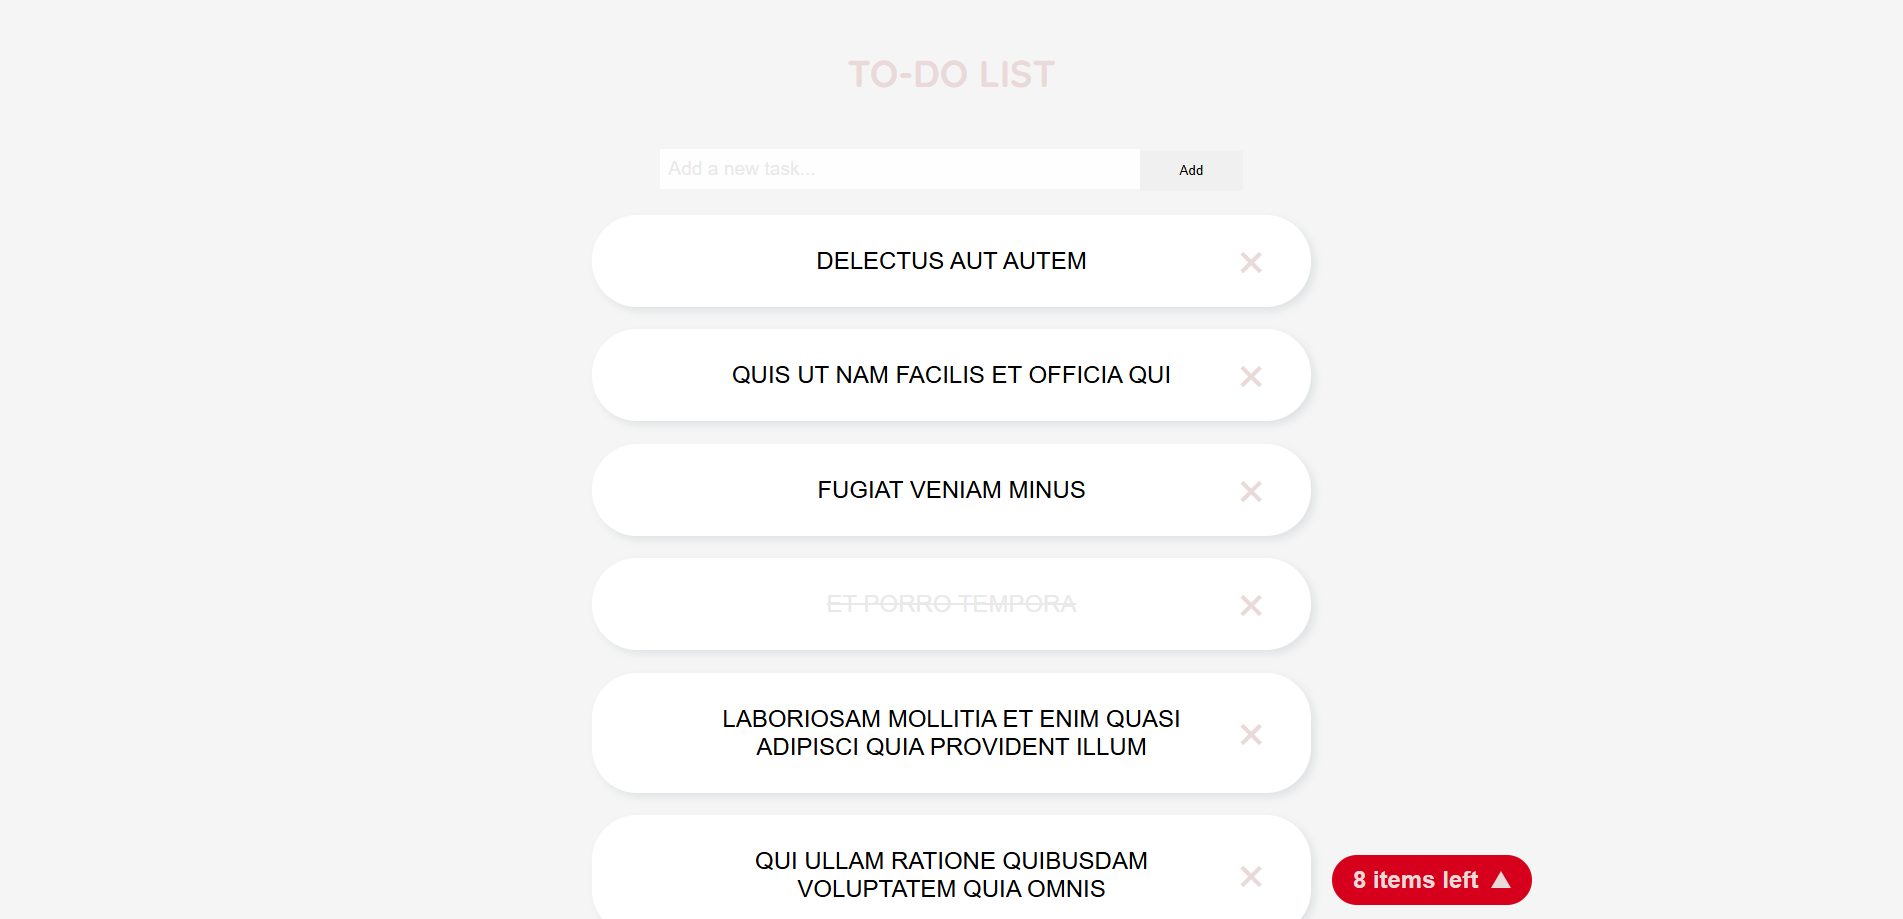 TO-DO LIST
Add a new task...
Add
DELECTUS AUT AUTEM
QUIS UT NAM FACILIS ET OFFICIA QUI
FUGIAT VENIAM MINUS
ET PORRO TEMPORA
LABORIOSAM MOLLITIA ET ENIM QUASI
ADIPISCI QUIA PROVIDENT ILLUM
QUI ULLAM RATIONE QUIBUSDAM
VOLUPTATEM QUIA OMNIS
8 items left